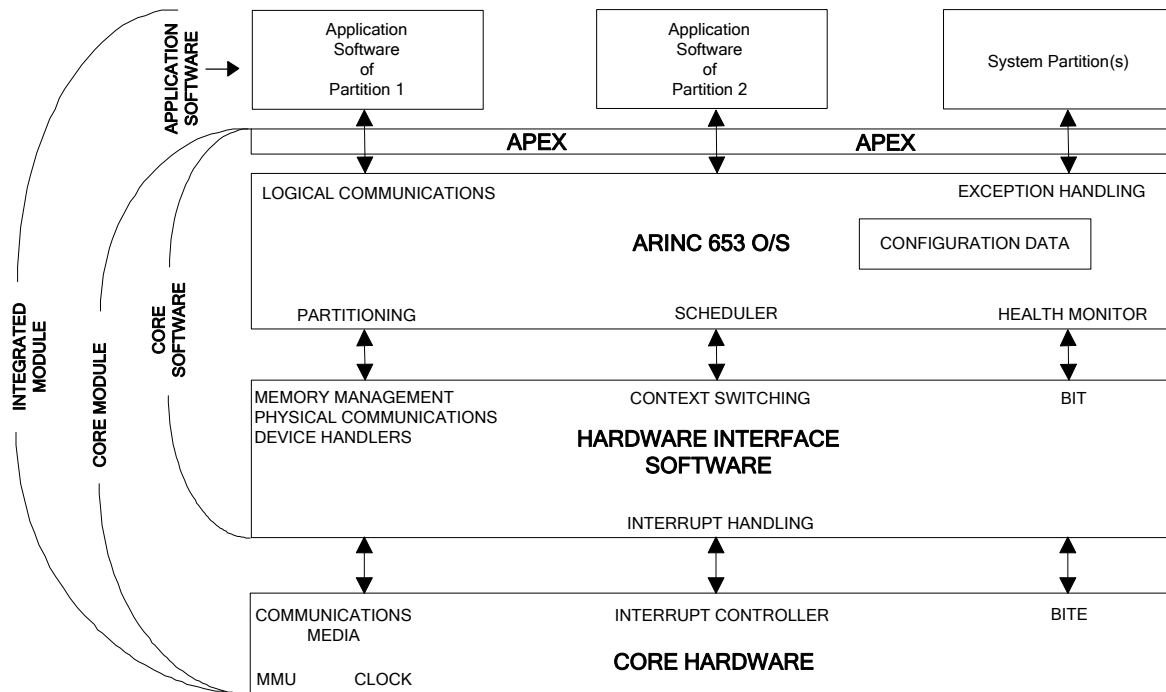 Application
Software
of
Partition 1
Application
Software
of
Partition 2
System Partition(s)
APPLICATION
SOFTWARE
APEX
APEX
LOGICAL COMMUNICATIONS
EXCEPTION HANDLING
ARINC 653 O/S
CONFIGURATION DATA
PARTITIONING
SCHEDULER
HEALTH MONITOR
INTEGRATED
MODULE
CORE MODULE
CORE
SOFTWARE
MEMORY MANAGEMENT
PHYSICAL COMMUNICATIONS
DEVICE HANDLERS
CONTEXT SWITCHING
BIT
HARDWARE INTERFACE
SOFTWARE
INTERRUPT HANDLING
COMMUNICATIONS
MEDIA
INTERRUPT CONTROLLER
BITE
CORE HARDWARE
MMU
CLOCK